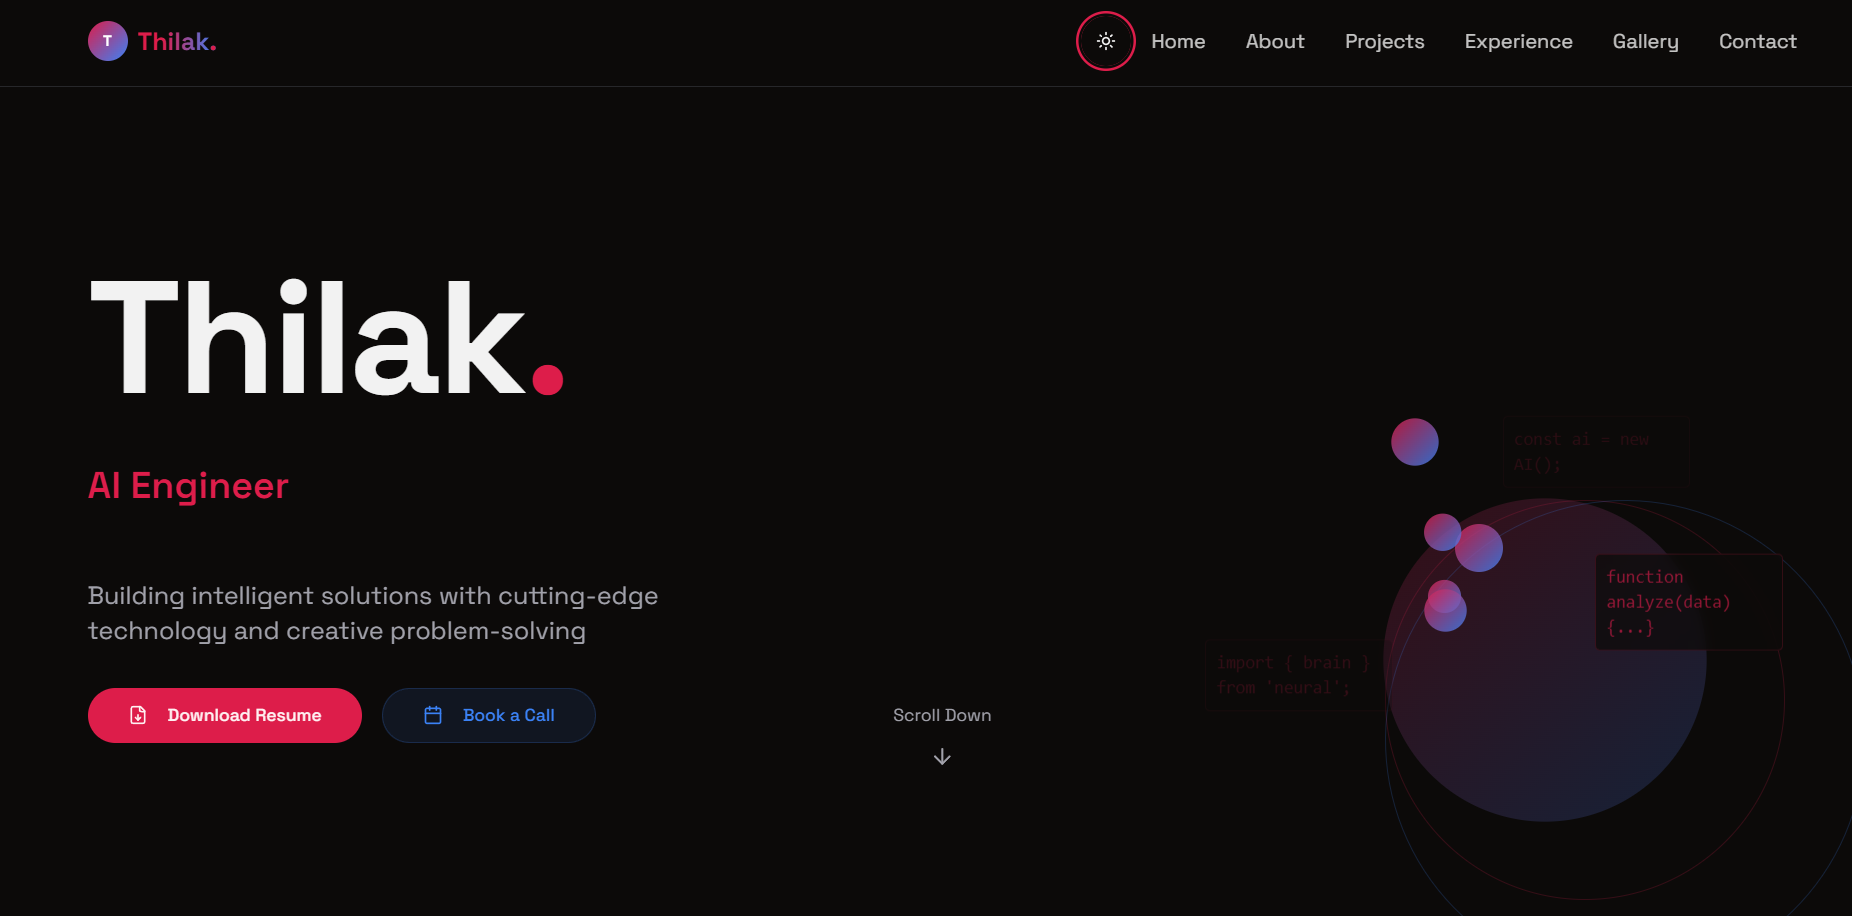 T Thilak.
Home About Projects Experience Gallery Contact
Thilak.
AI Engineer
Building intelligent solutions with cutting-edge
technology and creative problem-solving
Download Resume
Book a Call
Scroll Down
const ai = new
AI();
function
analyze(data)
{...}
import { brain }
from 'neural';